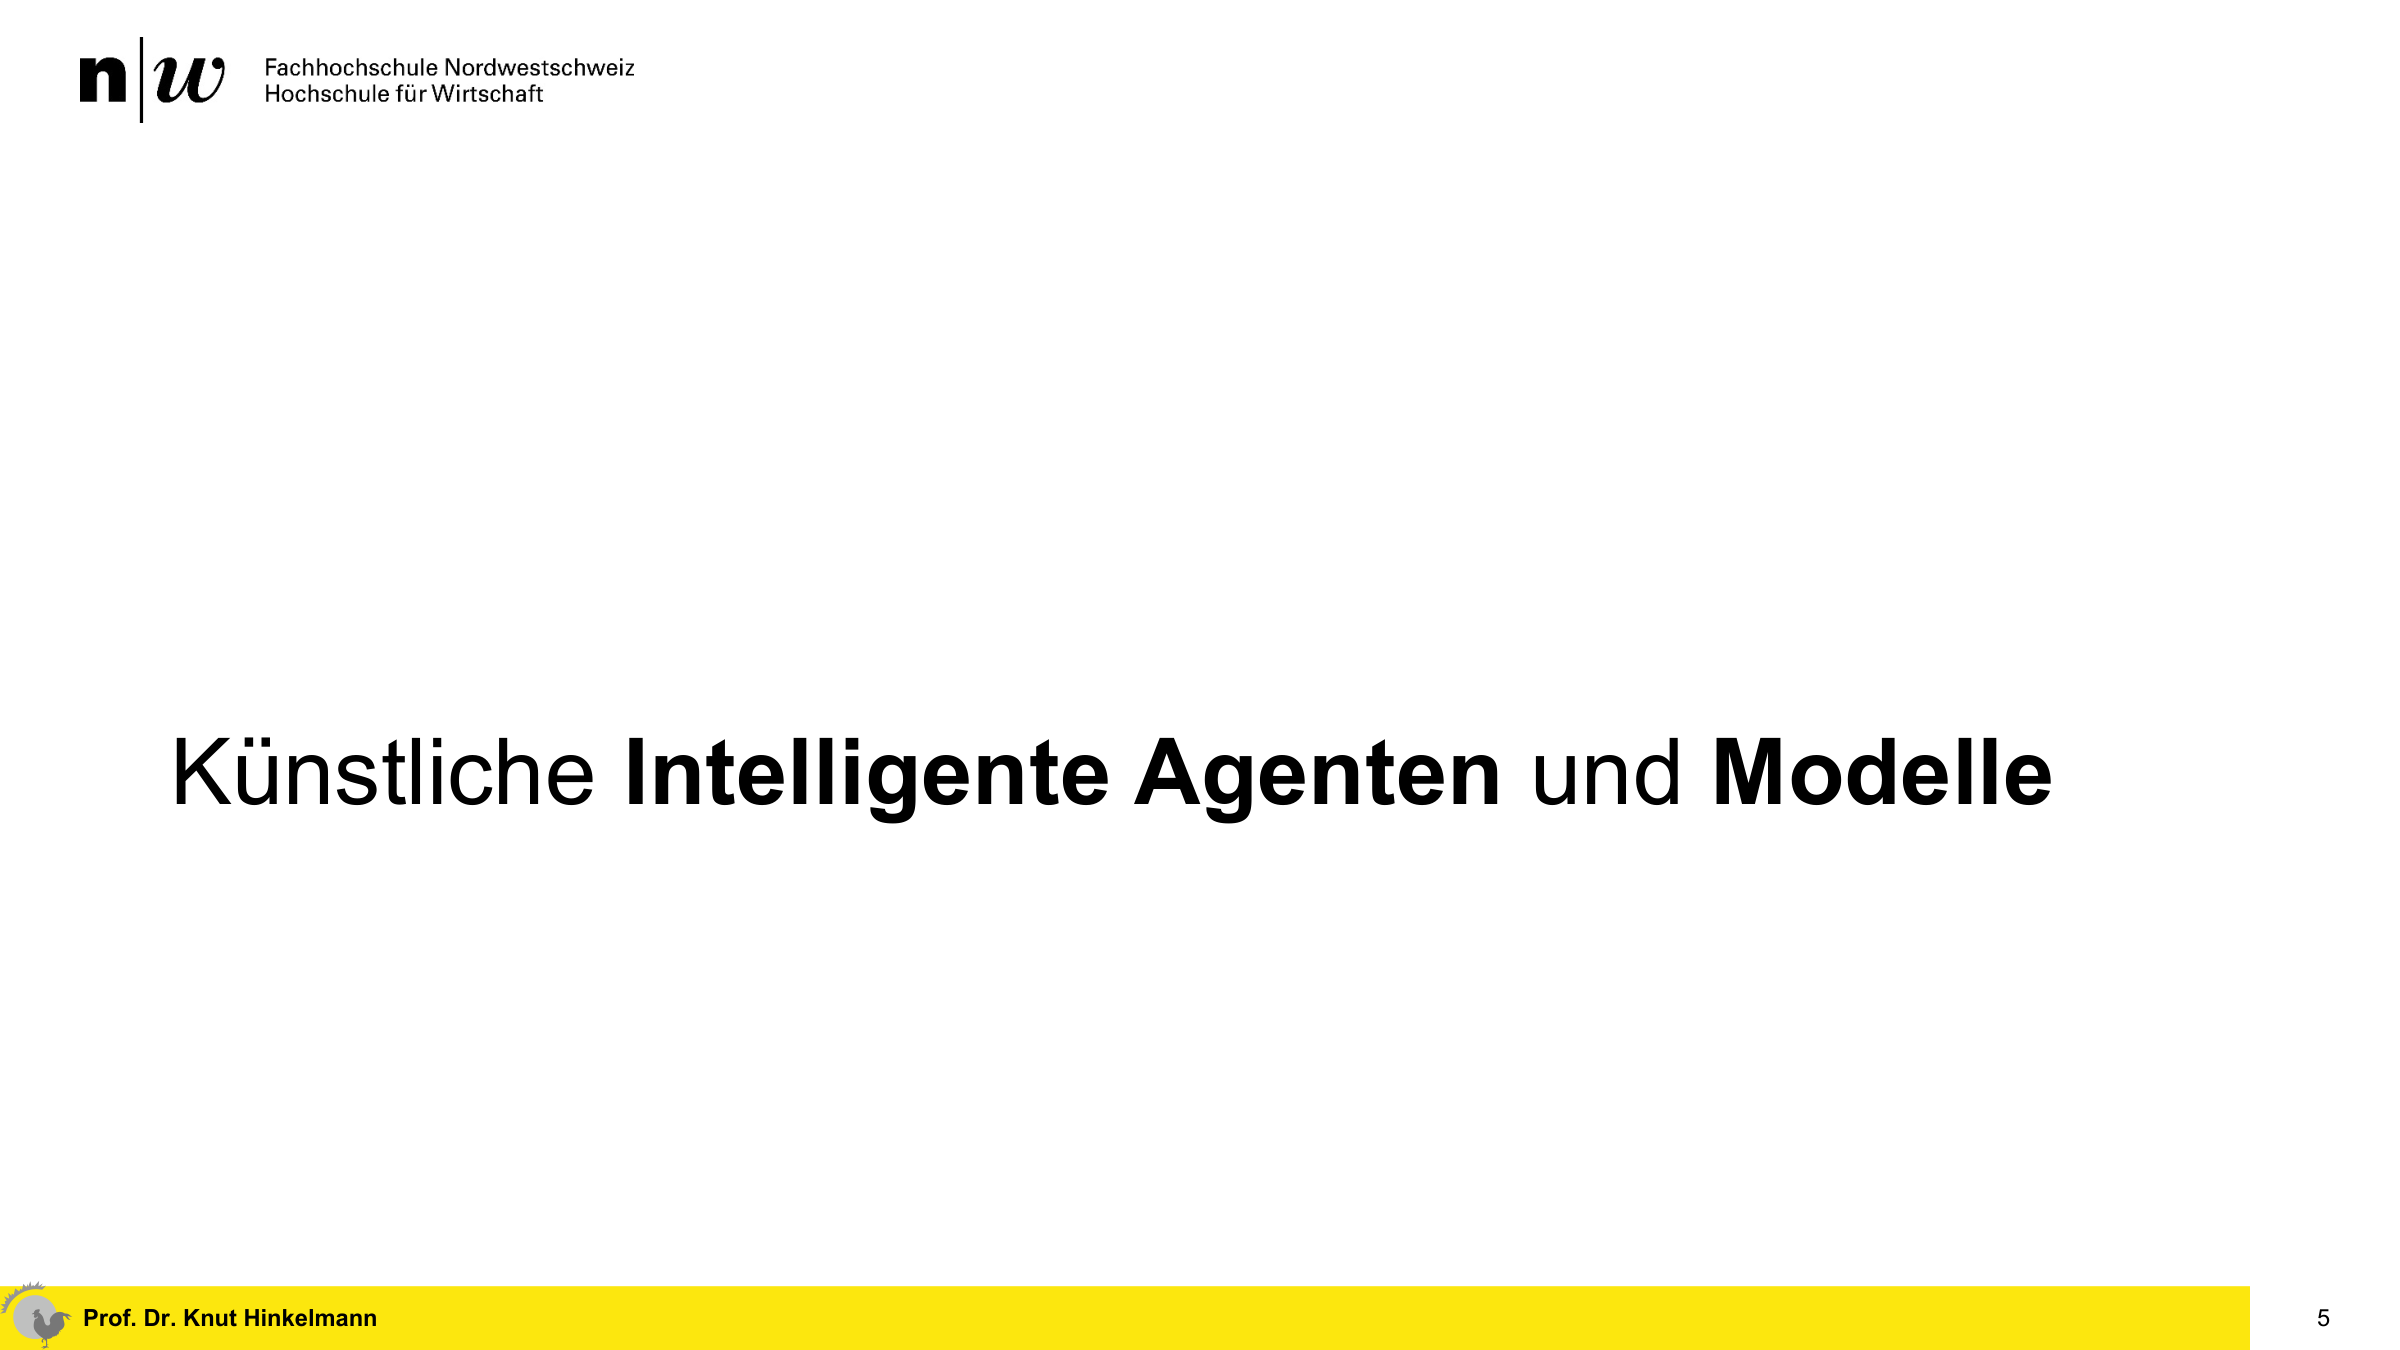 n|w
Fachhochschule Nordwestschweiz
Hochschule für Wirtschaft
Künstliche Intelligente Agenten und Modelle
Prof. Dr. Knut Hinkelmann
5